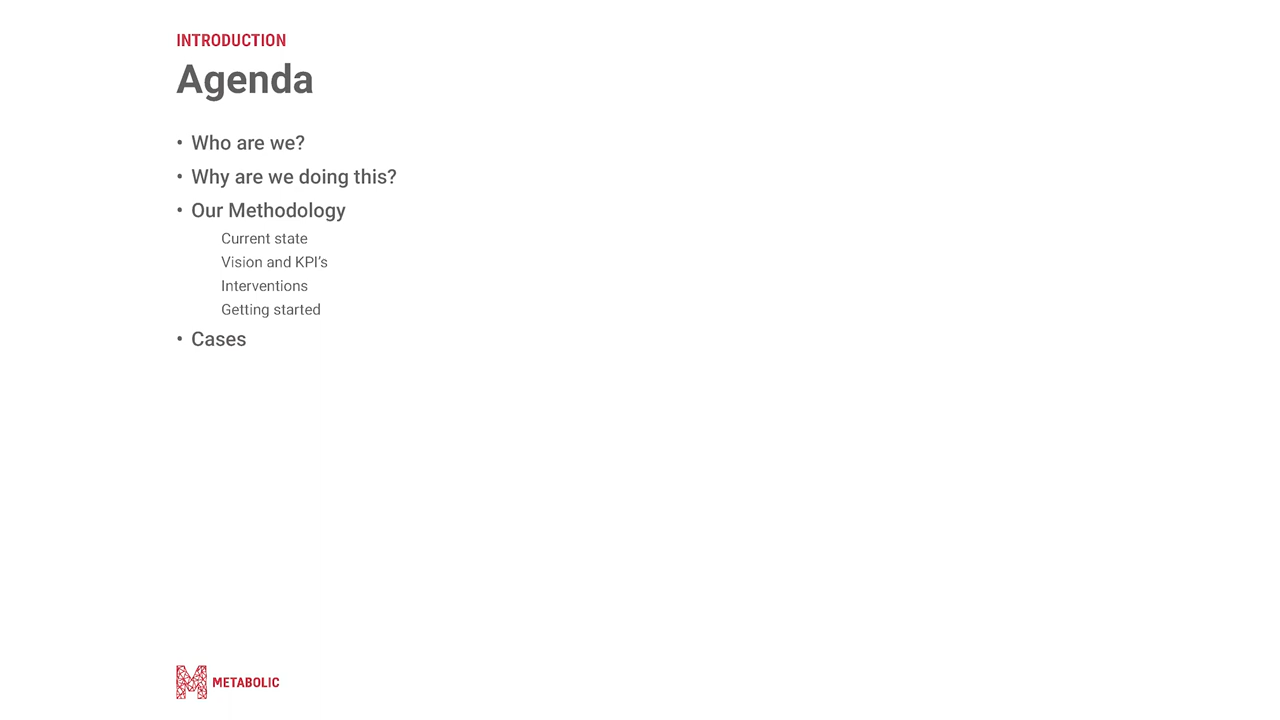 INTRODUCTION
Agenda
• Who are we?
• Why are we doing this?
• Our Methodology
Current state
Vision and KPI’s
Interventions
Getting started
• Cases
METABOLIC